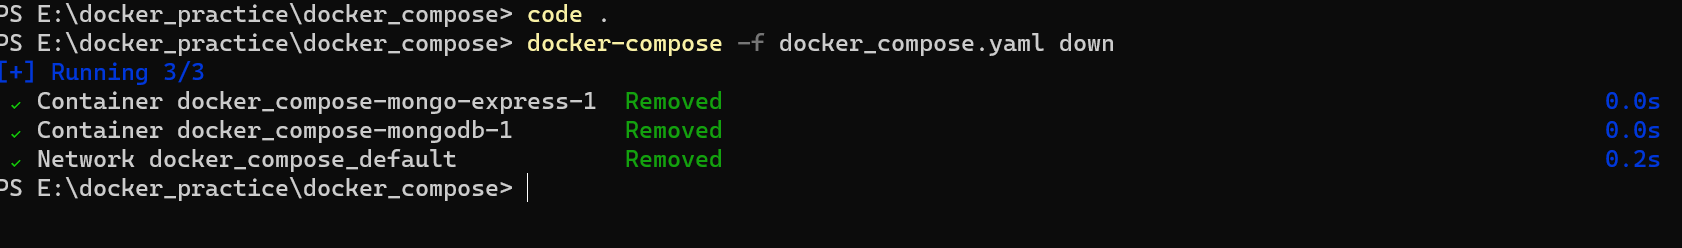 PS E:\docker_practice\docker_compose> code .
PS E:\docker_practice\docker_compose> docker-compose -f docker_compose.yaml down
[+] Running 3/3
✓ Container docker_compose-mongo-express-1 Removed 0.0s
✓ Container docker_compose-mongodb-1 Removed 0.0s
✓ Network docker_compose_default Removed 0.2s
PS E:\docker_practice\docker_compose>